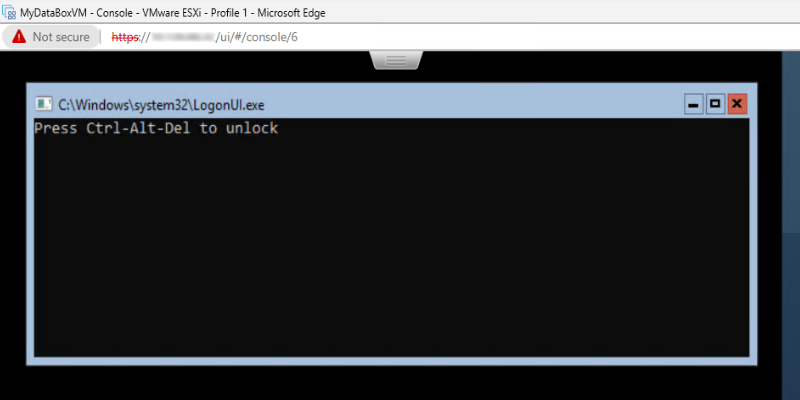 MyDataBoxVM - Console - VMware ESXi - Profile 1 - Microsoft Edge
Not secure https:// /ui/#/console/6
C:\Windows\system32\LogonUI.exe
Press Ctrl-Alt-Del to unlock